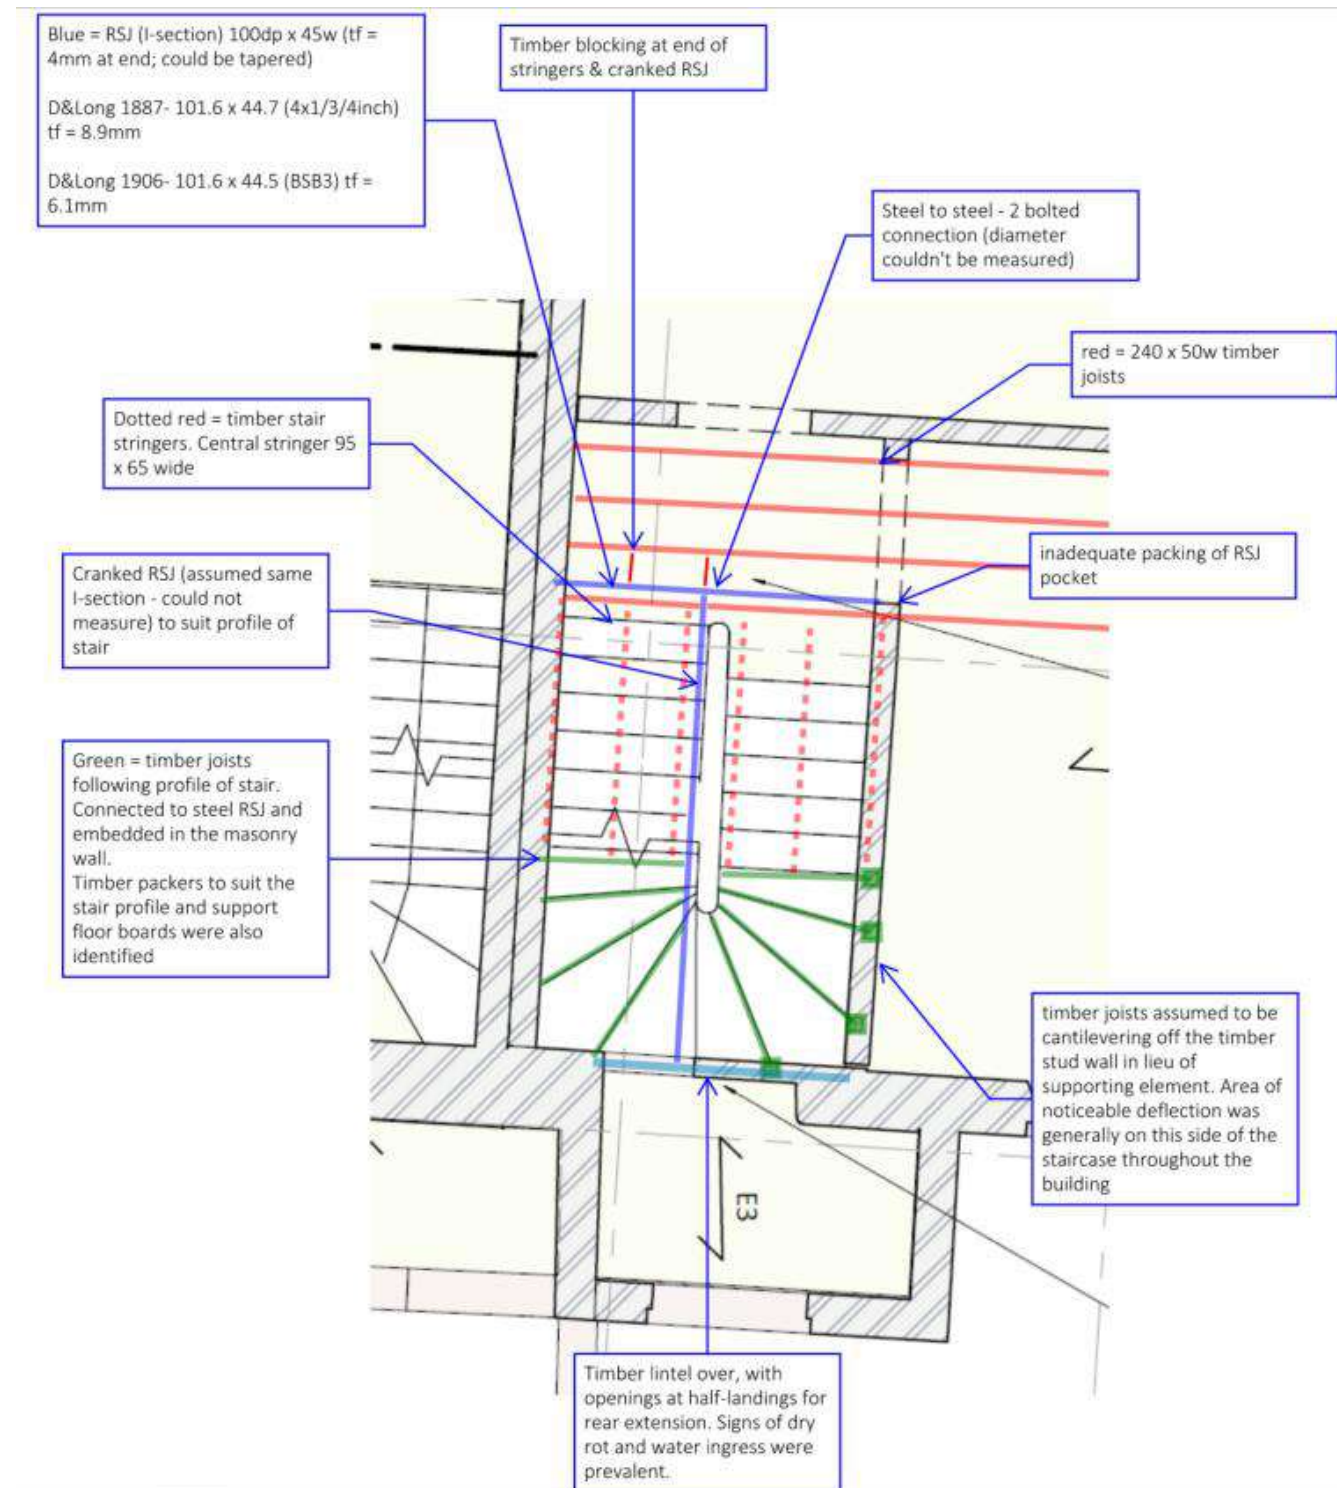 Blue = RSJ (I-section) 100dp x 45w (tf =
4mm at end; could be tapered)
D&Long 1887- 101.6 x 44.7 (4x1/3/4inch)
tf = 8.9mm
D&Long 1906- 101.6 x 44.5 (BSB3) tf =
6.1mm
Timber blocking at end of
stringers & cranked RSJ
Steel to steel - 2 bolted
connection (diameter
couldn't be measured)
red = 240 x 50w timber
joists
Dotted red = timber stair
stringers. Central stringer 95
x 65 wide
inadequate packing of RSJ
pocket
Cranked RSJ (assumed same
I-section - could not
measure) to suit profile of
stair
Green = timber joists
following profile of stair.
Connected to steel RSJ and
embedded in the masonry
wall.
Timber packers to suit the
stair profile and support
floor boards were also
identified
timber joists assumed to be
cantilevering off the timber
stud wall in lieu of
supporting element. Area of
noticeable deflection was
generally on this side of the
staircase throughout the
building
E3
Timber lintel over, with
openings at half-landings for
rear extension. Signs of dry
rot and water ingress were
prevalent.